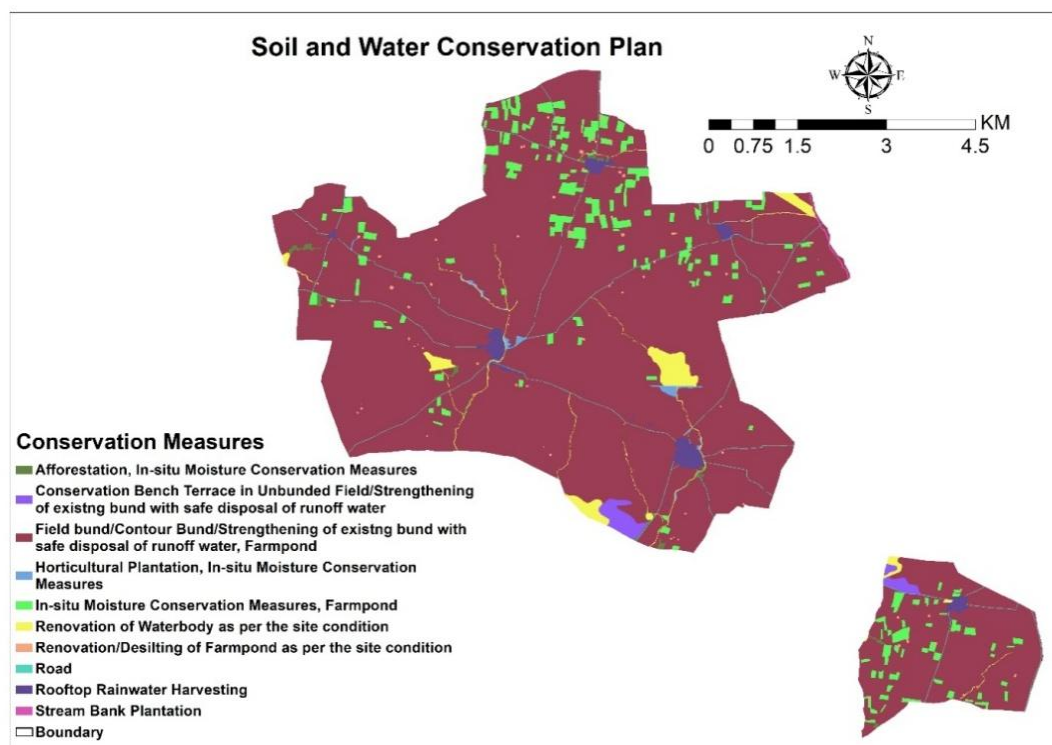 Soil and Water Conservation Plan
N
W E
S
KM
0 0.75 1.5 3 4.5
Conservation Measures
Afforestation, In-situ Moisture Conservation Measures
Conservation Bench Terrace in Unbunded Field/Strengthening
of existng bund with safe disposal of runoff water
Field bund/Contour Bund/Strengthening of existng bund with
safe disposal of runoff water, Farmpond
Horticultural Plantation, In-situ Moisture Conservation
Measures
In-situ Moisture Conservation Measures, Farmpond
Renovation of Waterbody as per the site condition
Renovation/Desilting of Farmpond as per the site condition
Road
Rooftop Rainwater Harvesting
Stream Bank Plantation
Boundary